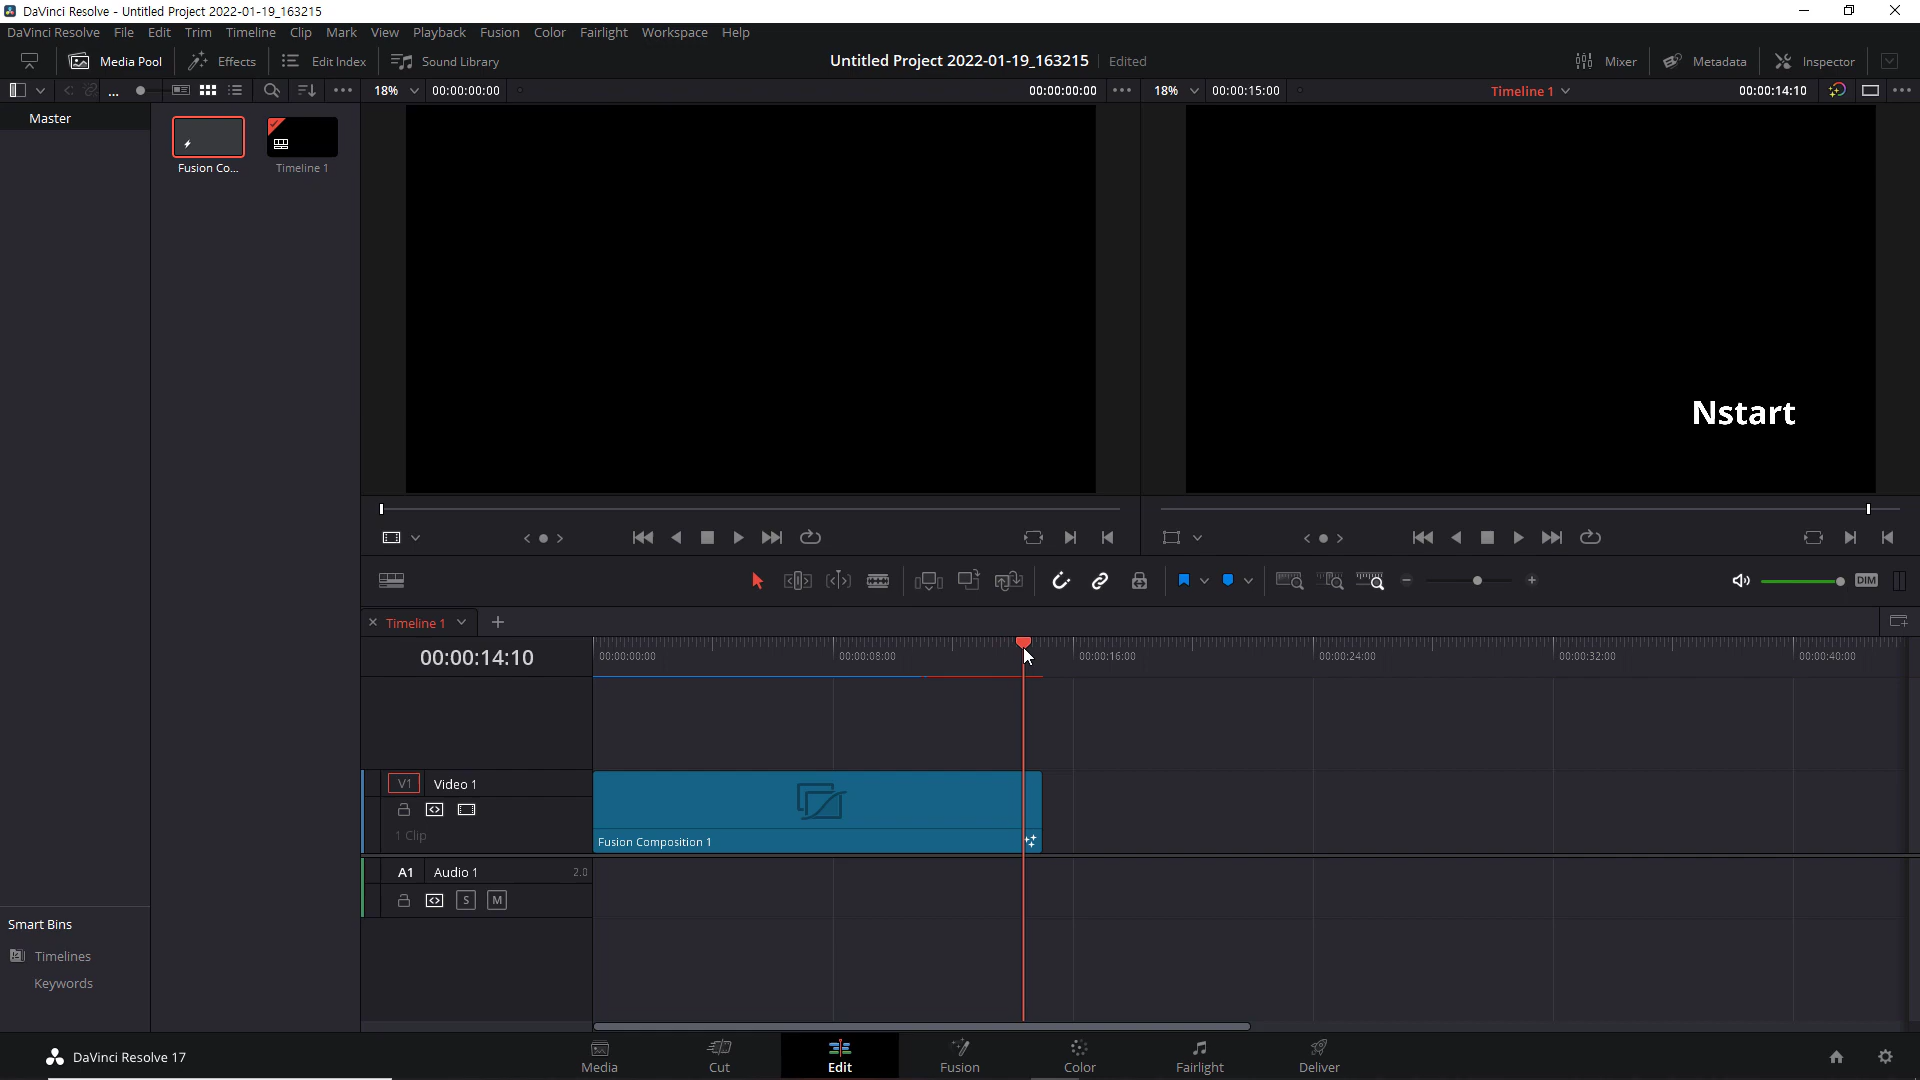 DaVinci Resolve - Untitled Project 2022-01-19_163215
DaVinci Resolve File Edit Trim Timeline Clip Mark View Playback Fusion Color Fairlight Workspace Help
Media Pool Effects Edit Index Sound Library Untitled Project 2022-01-19_163215 Edited Mixer Metadata Inspector
... 18% 00:00:00:00 00:00:00:00 18% 00:00:15:00 Timeline 1 00:00:14:10
Master
Fusion Co... Timeline 1
Nstart
DIM
Timeline 1
00:00:14:10 00:00:00:00 00:00:08:00 00:00:16:00 00:00:24:00 00:00:32:00 00:00:40:00
V1 Video 1
1 Clip
Fusion Composition 1
A1 Audio 1 2.0
S M
Smart Bins
Timelines
Keywords
DaVinci Resolve 17
Media Cut Edit Fusion Color Fairlight Deliver